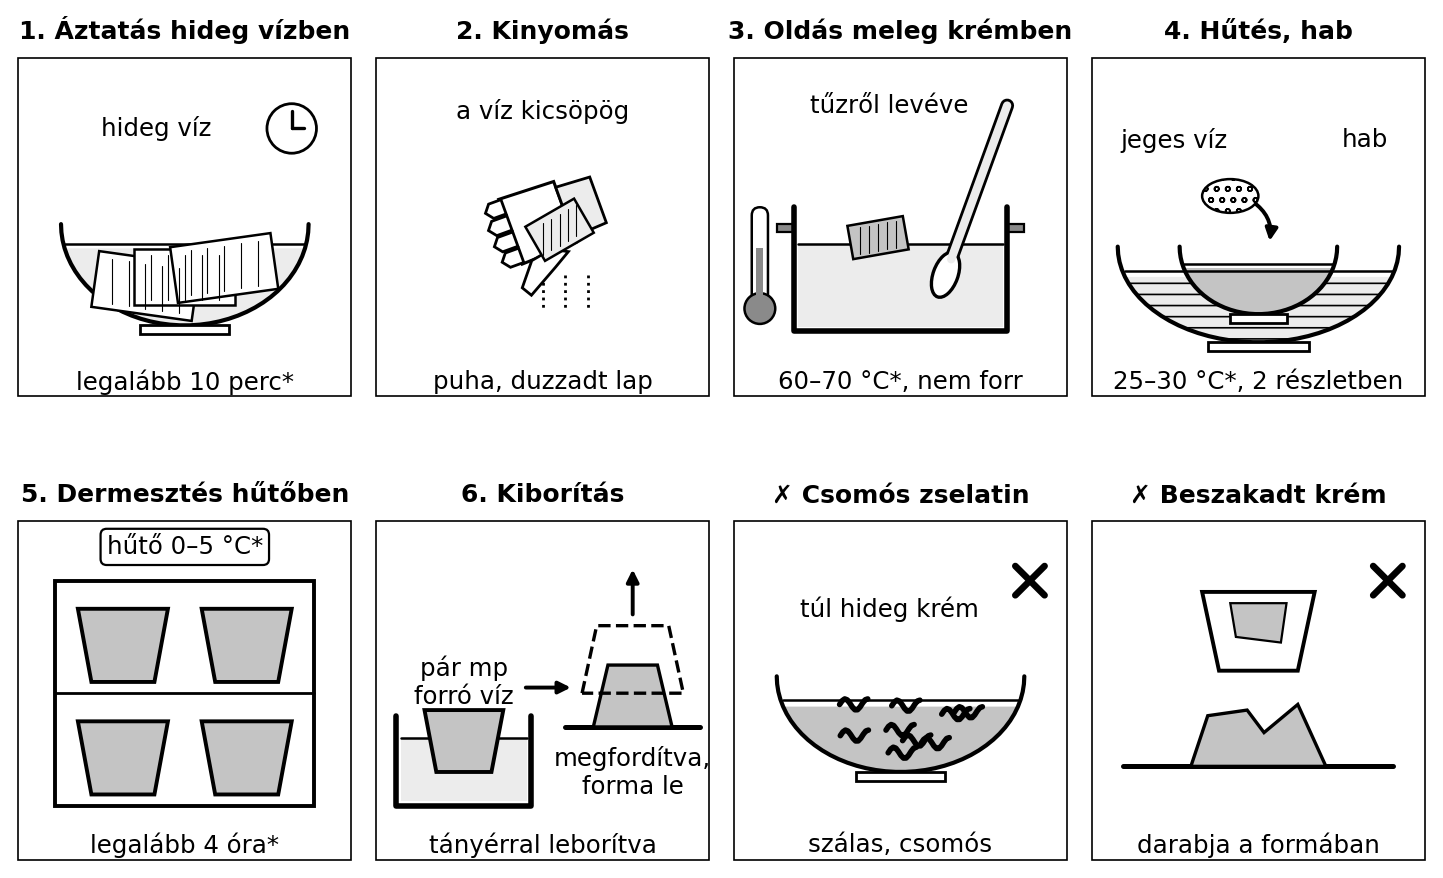 1. Áztatás hideg vízben
hideg víz
legalább 10 perc*
2. Kinyomás
a víz kicsöpög
puha, duzzadt lap
3. Oldás meleg krémben
tűzről levéve
60–70 °C*, nem forr
4. Hűtés, hab
jeges víz
hab
25–30 °C*, 2 részletben
5. Dermesztés hűtőben
hűtő 0–5 °C*
legalább 4 óra*
6. Kiborítás
pár mp
forró víz
megfordítva,
forma le
tányérral leborítva
✗ Csomós zselatin
túl hideg krém
szálas, csomós
✗ Beszakadt krém
darabja a formában